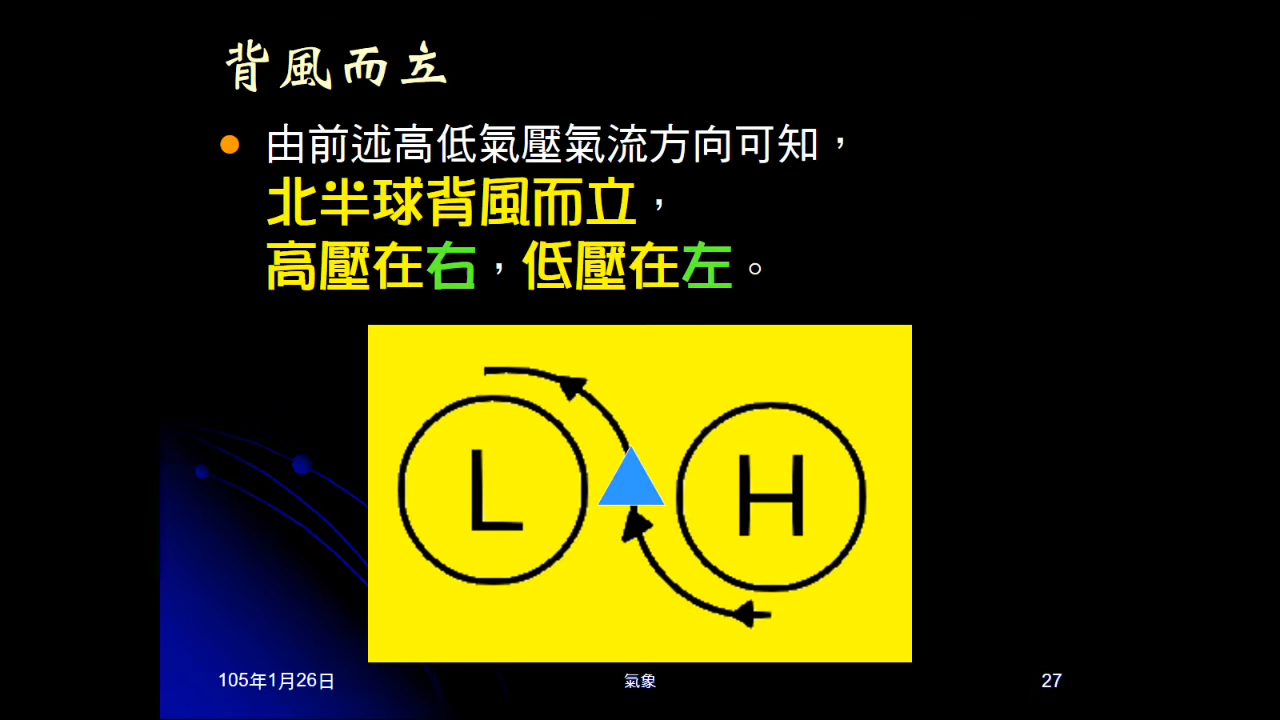 背風而立
由前述高低氣壓氣流方向可知，
北半球背風而立，
高壓在右，低壓在左。
L H
105年1月26日 氣象 27